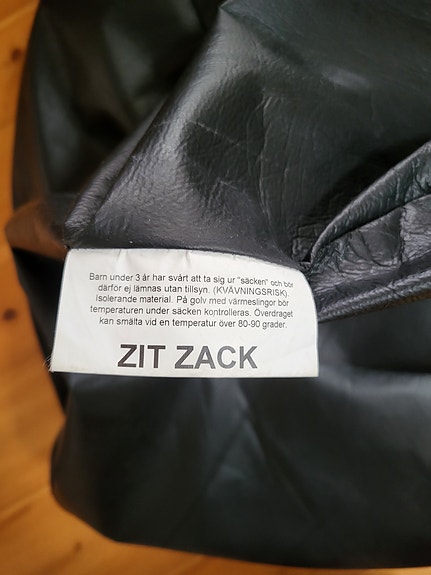 Barn under 3 år har svårt att ta sig ur "säcken" och bör
därför ej lämnas utan tillsyn. (KVÄVNINGSRISK).
Isolerande material. På golv med värmeslingor bör
temperaturen under säcken kontrolleras. Överdraget
kan smälta vid en temperatur över 80-90 grader.
ZIT ZACK